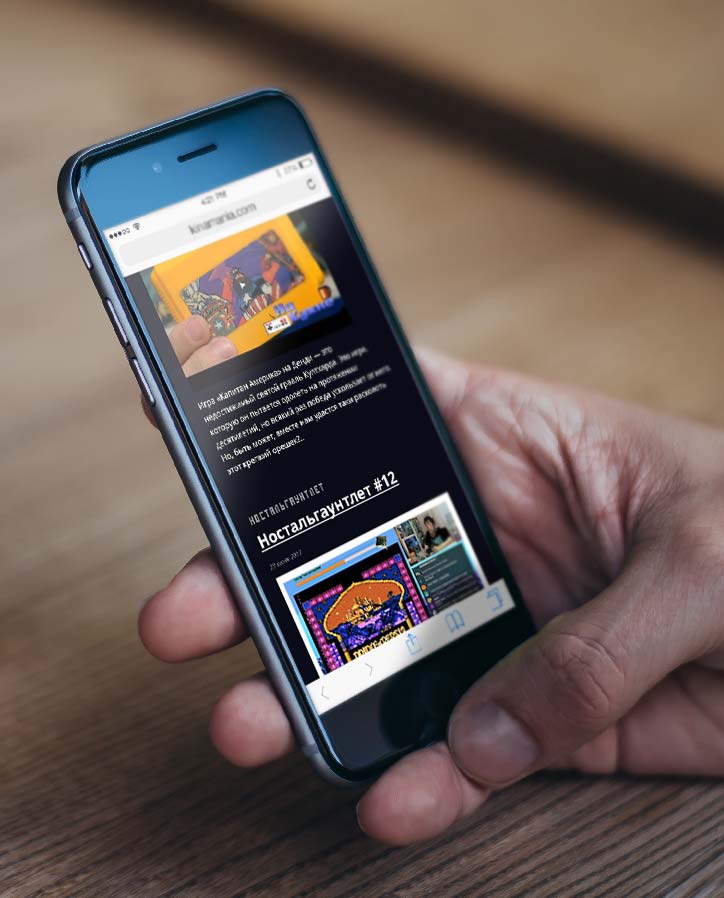 4:21 PM
22%
kinamania.com
Игра «Капитан Америка» на Денди — это
недостижимый святой грааль Кулгхарда. Это игра,
которую он пытается одолеть на протяжении
десятилетий, но всякий раз победа ускользает от него.
Но, быть может, вместе нам удастся таки расколоть
этот крепкий орешек?..
НОСТАЛЬГАУНТЛЕТ
Ностальгаунтлет #12
2017